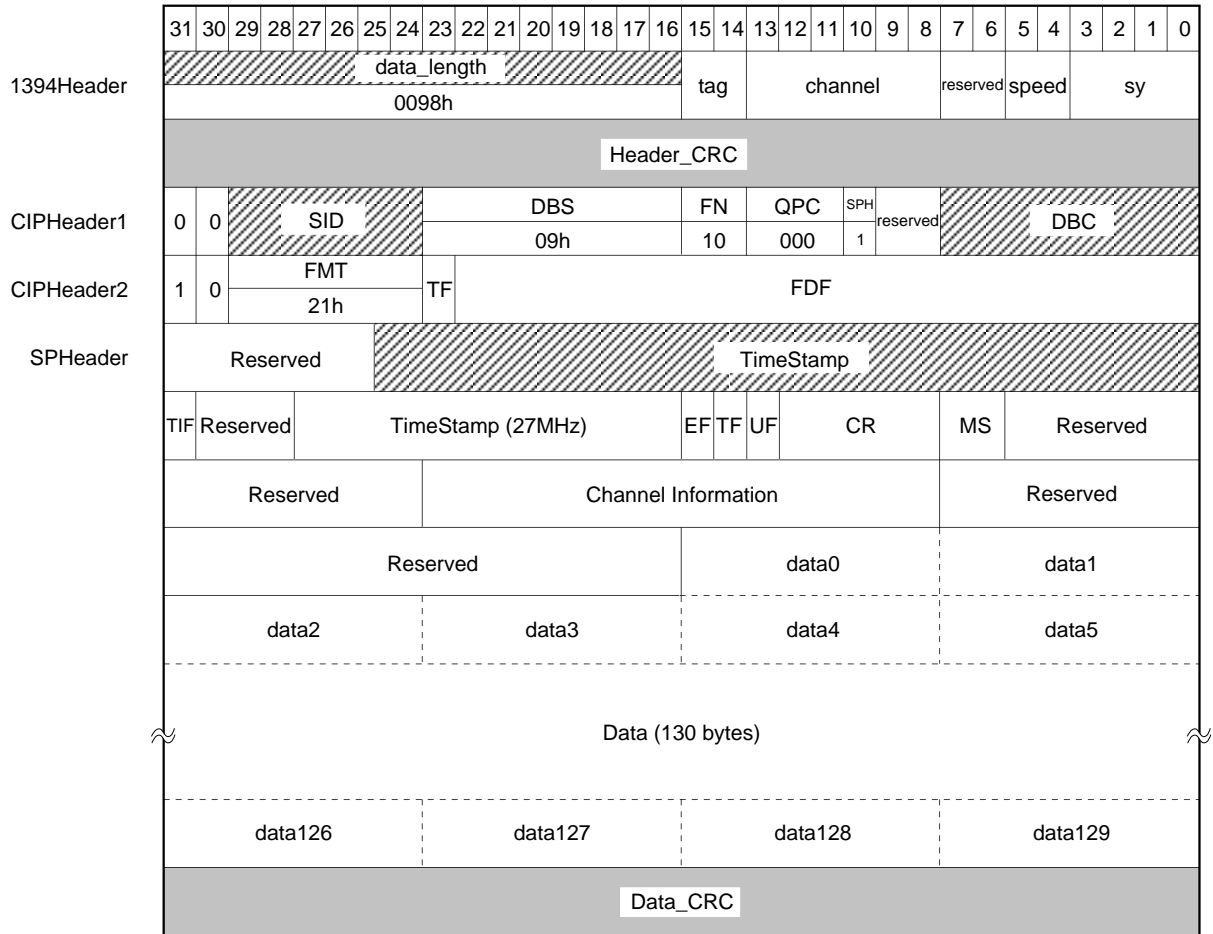 31 30 29 28 27 26 25 24 23 22 21 20 19 18 17 16 15 14 13 12 11 10 9 8 7 6 5 4 3 2 1 0
1394Header data_length tag channel reserved speed sy
0098h
Header_CRC
CIPHeader1 0 0 SID DBS FN QPC SPH reserved DBC
09h 10 000 1
CIPHeader2 1 0 FMT TF FDF
21h
SPHeader Reserved TimeStamp
TIF Reserved TimeStamp (27MHz) EF TF UF CR MS Reserved
Reserved Channel Information Reserved
Reserved data0 data1
data2 data3 data4 data5
Data (130 bytes)
data126 data127 data128 data129
Data_CRC